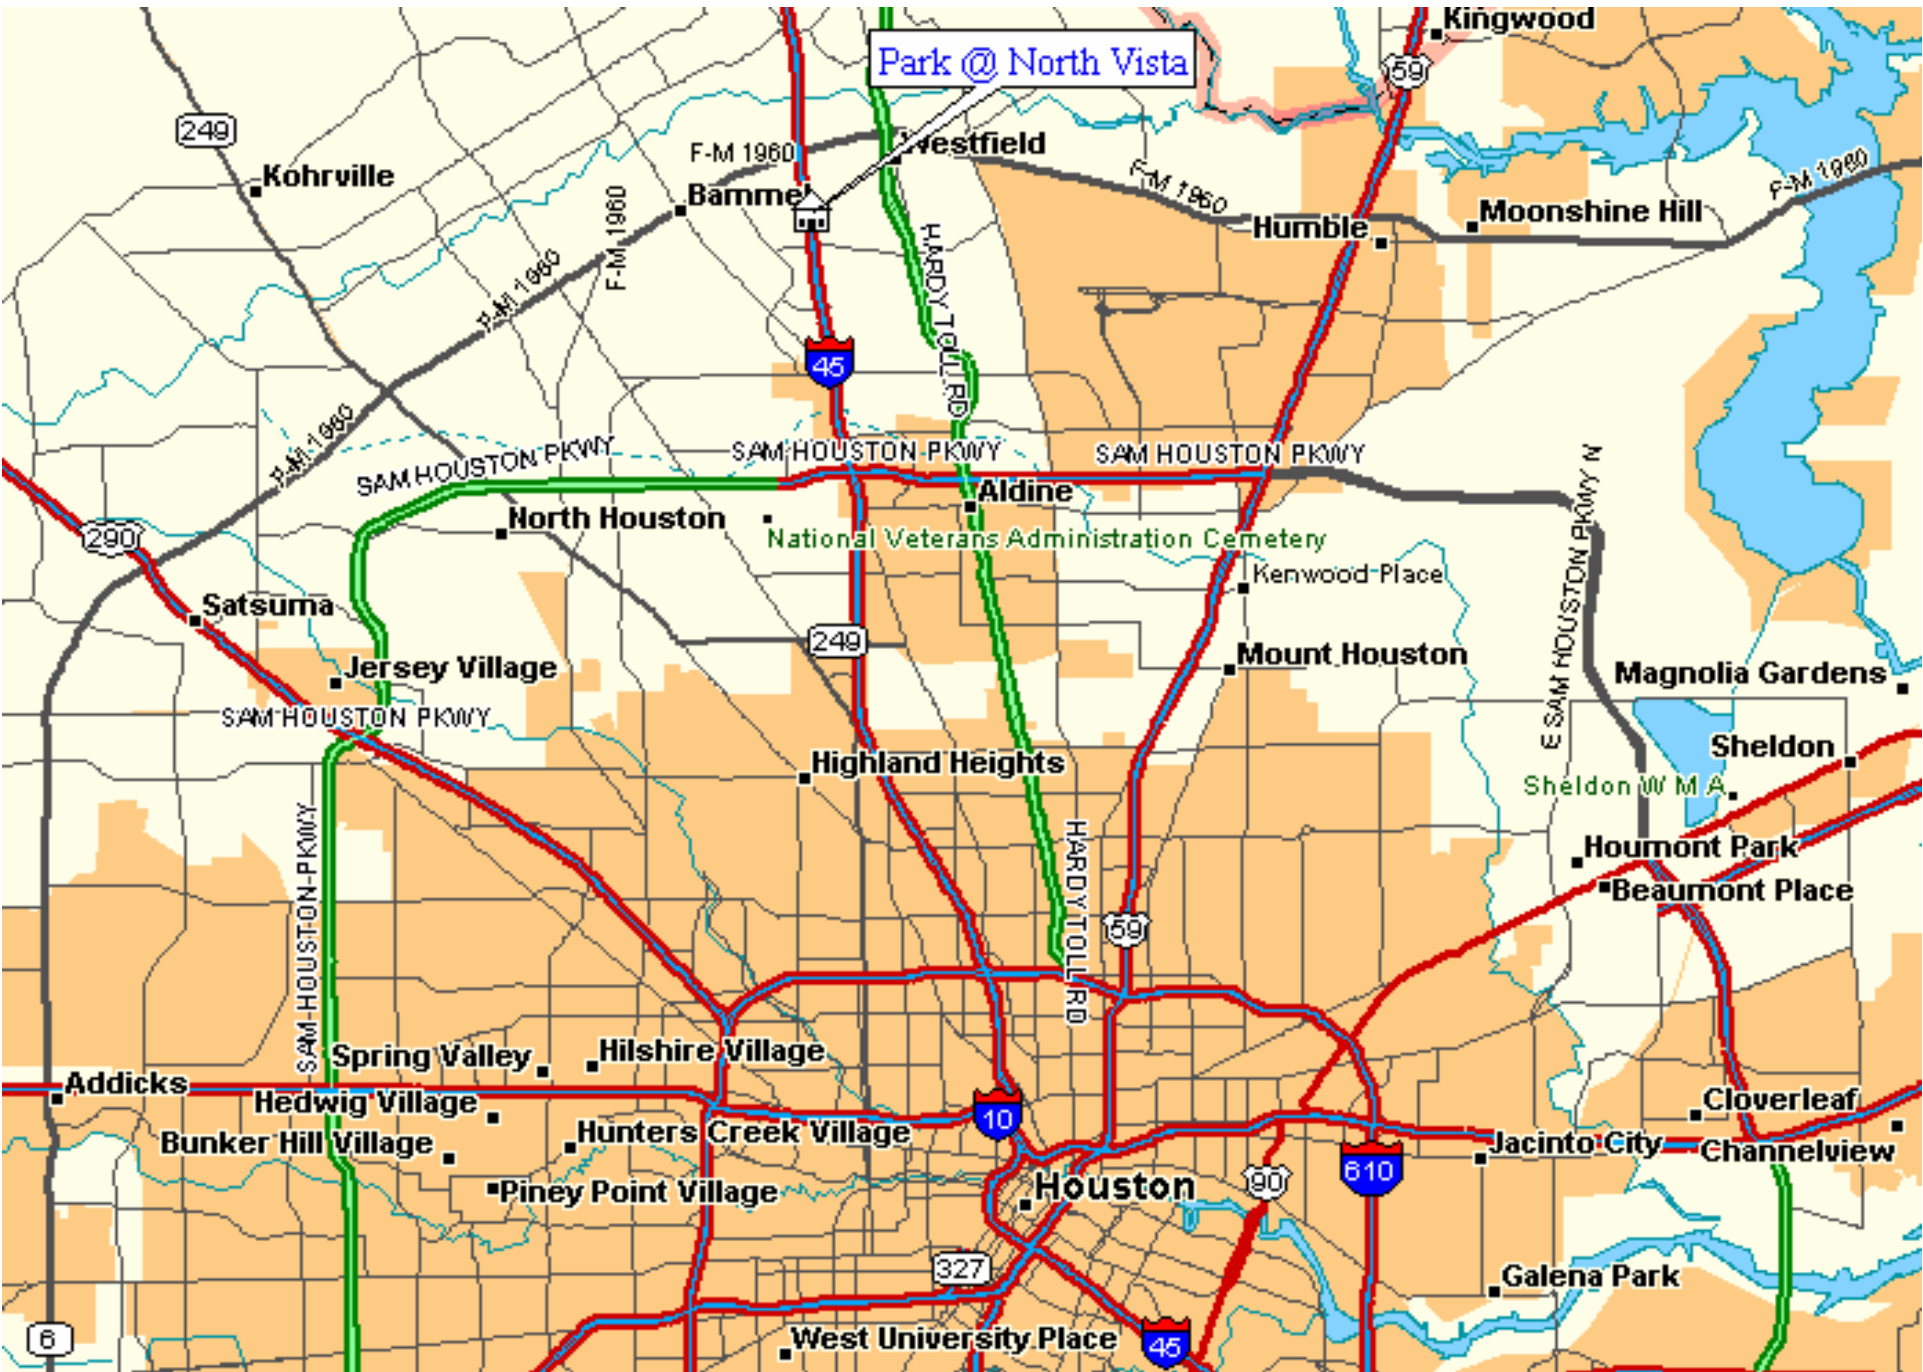 Kingwood
Park @ North Vista
59
249
Westfield
F-M 1960
Kohrville
F-M 1960
F-M 1960
Bamme
F-M 1960
Moonshine Hill
Humble
HARDY TOLL RD
F-M 1960
45
F-M 1960
SAM HOUSTON PKWY
SAM HOUSTON PKWY
SAM HOUSTON PKWY
Aldine
North Houston
290
National Veterans Administration Cemetery
Kenwood Place
E SAM HOUSTON PKWY N
Satsuma
249
Mount Houston
Jersey Village
Magnolia Gardens
SAM HOUSTON PKWY
Sheldon
Highland Heights
Sheldon W M A
SAM HOUSTON PKWY
HARDY TOLL RD
Houmont Park
Beaumont Place
59
Spring Valley
Hilshire Village
Addicks
Hedwig Village
10
Cloverleaf
Bunker Hill Village
Hunters Creek Village
Jacinto City
Channelview
610
Piney Point Village
Houston
90
327
Galena Park
6
West University Place
45